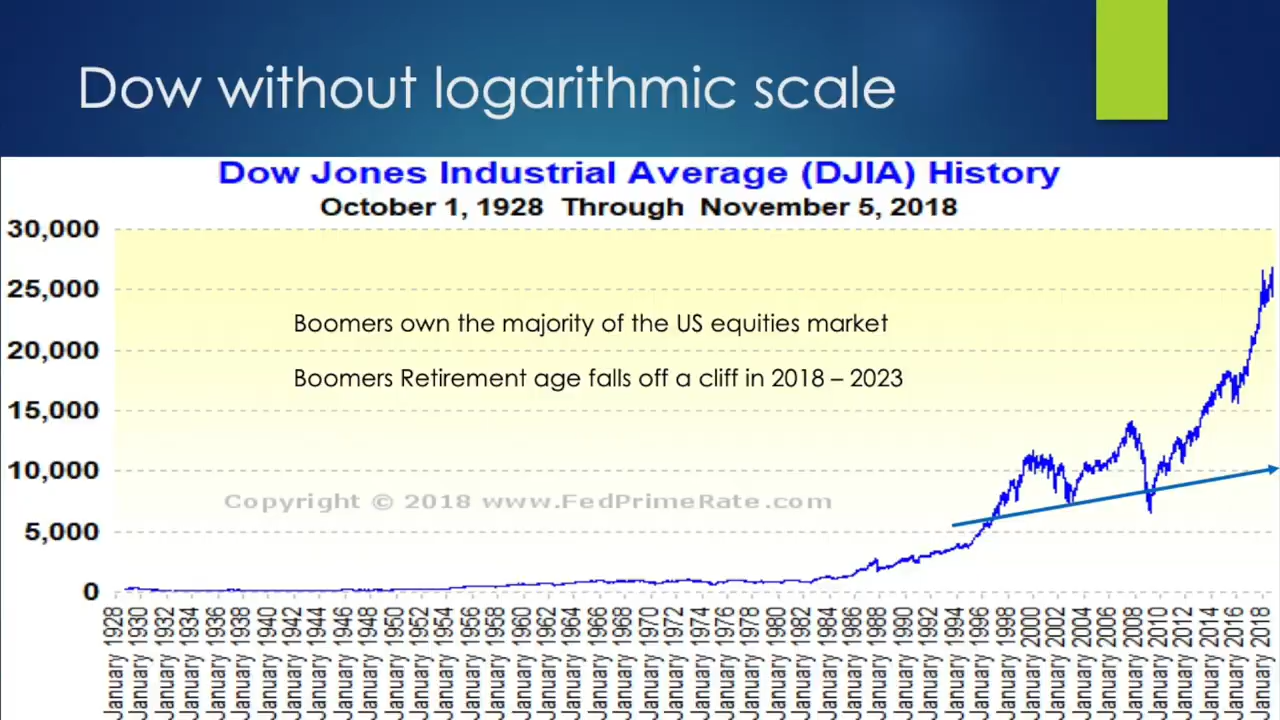 Dow without logarithmic scale
Dow Jones Industrial Average (DJIA) History
October 1, 1928 Through November 5, 2018
30,000
25,000
Boomers own the majority of the US equities market
20,000
Boomers Retirement age falls off a cliff in 2018 – 2023
15,000
10,000
Copyright © 2018 www.FedPrimeRate.com
5,000
0
January 1928
January 1930
January 1932
January 1934
January 1936
January 1938
January 1940
January 1942
January 1944
January 1946
January 1948
January 1950
January 1952
January 1954
January 1956
January 1958
January 1960
January 1962
January 1964
January 1966
January 1968
January 1970
January 1972
January 1974
January 1976
January 1978
January 1980
January 1982
January 1984
January 1986
January 1988
January 1990
January 1992
January 1994
January 1996
January 1998
January 2000
January 2002
January 2004
January 2006
January 2008
January 2010
January 2012
January 2014
January 2016
January 2018